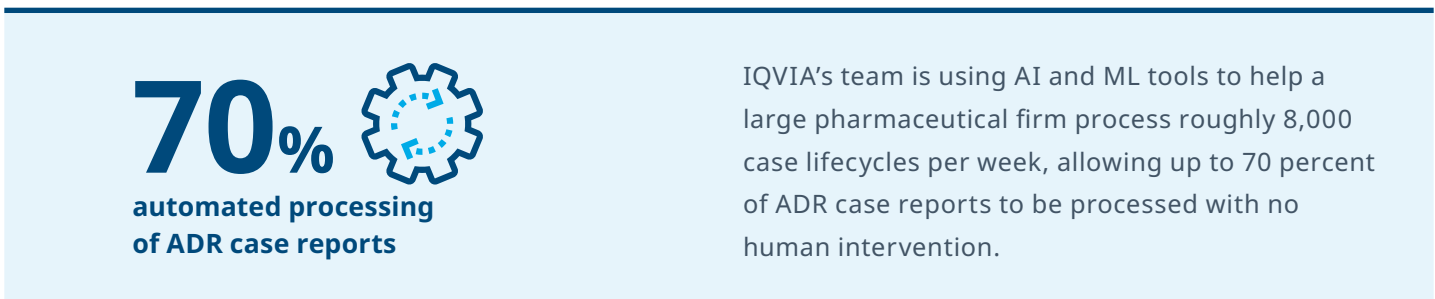 70%
automated processing
of ADR case reports
IQVIA’s team is using AI and ML tools to help a
large pharmaceutical firm process roughly 8,000
case lifecycles per week, allowing up to 70 percent
of ADR case reports to be processed with no
human intervention.